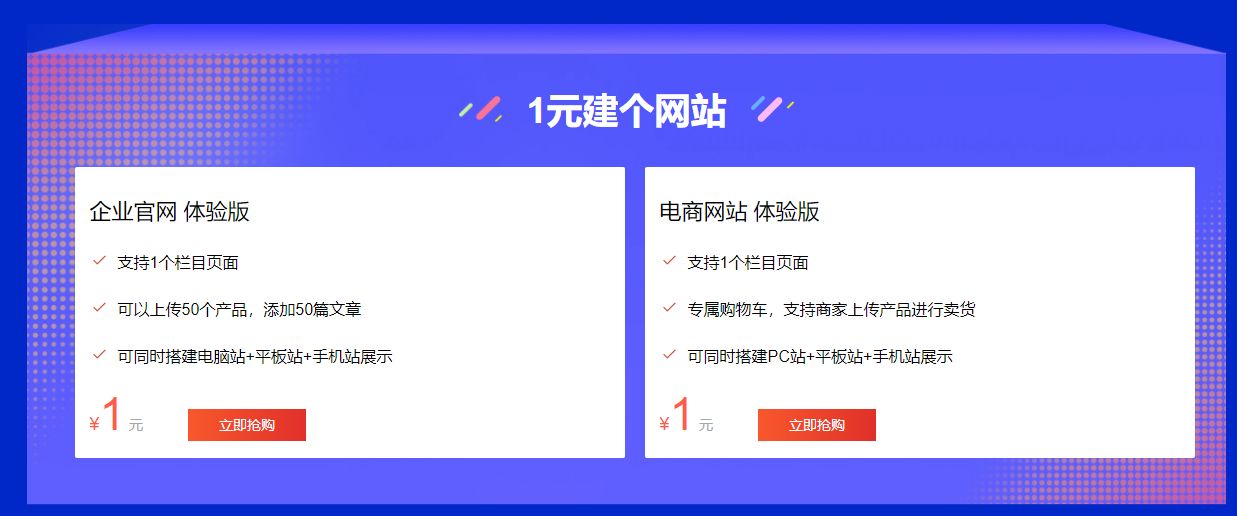 1元建个网站
企业官网 体验版
支持1个栏目页面
可以上传50个产品，添加50篇文章
可同时搭建电脑站+平板站+手机站展示
¥1 元
立即抢购
电商网站 体验版
支持1个栏目页面
专属购物车，支持商家上传产品进行卖货
可同时搭建PC站+平板站+手机站展示
¥1 元
立即抢购